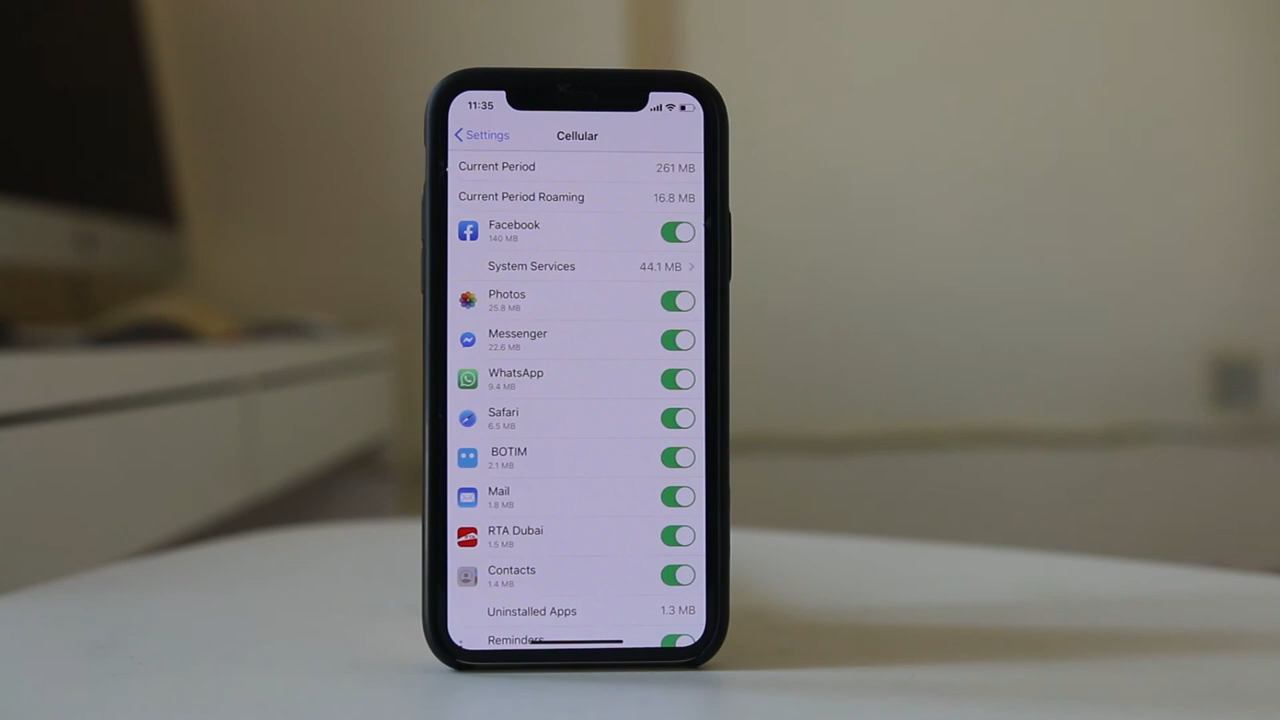 11:35
Settings
Cellular
Current Period 261 MB
Current Period Roaming 16.8 MB
Facebook
140 MB
System Services 44.1 MB
Photos
25.8 MB
Messenger
22.6 MB
WhatsApp
9.4 MB
Safari
6.5 MB
BOTIM
2.1 MB
Mail
1.8 MB
RTA Dubai
1.5 MB
Contacts
1.4 MB
Uninstalled Apps 1.3 MB
Reminders